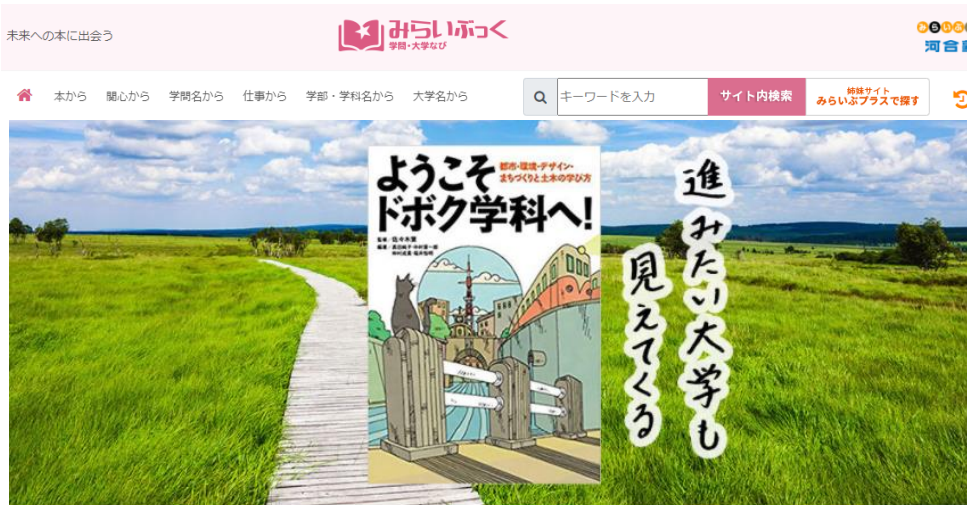 未来への本に出会う
みらいぶっく
学問・大学なび
本から
関心から
学問名から
仕事から
学部・学科名から
大学名から
キーワードを入力
サイト内検索
姉妹サイト
みらいぶプラスで探す
ようこそ
都市・環境・デザイン・
まちづくりと土木の学び方
ドボク学科へ!
監修/佐々木葉
進みたい大学も
見えてくる